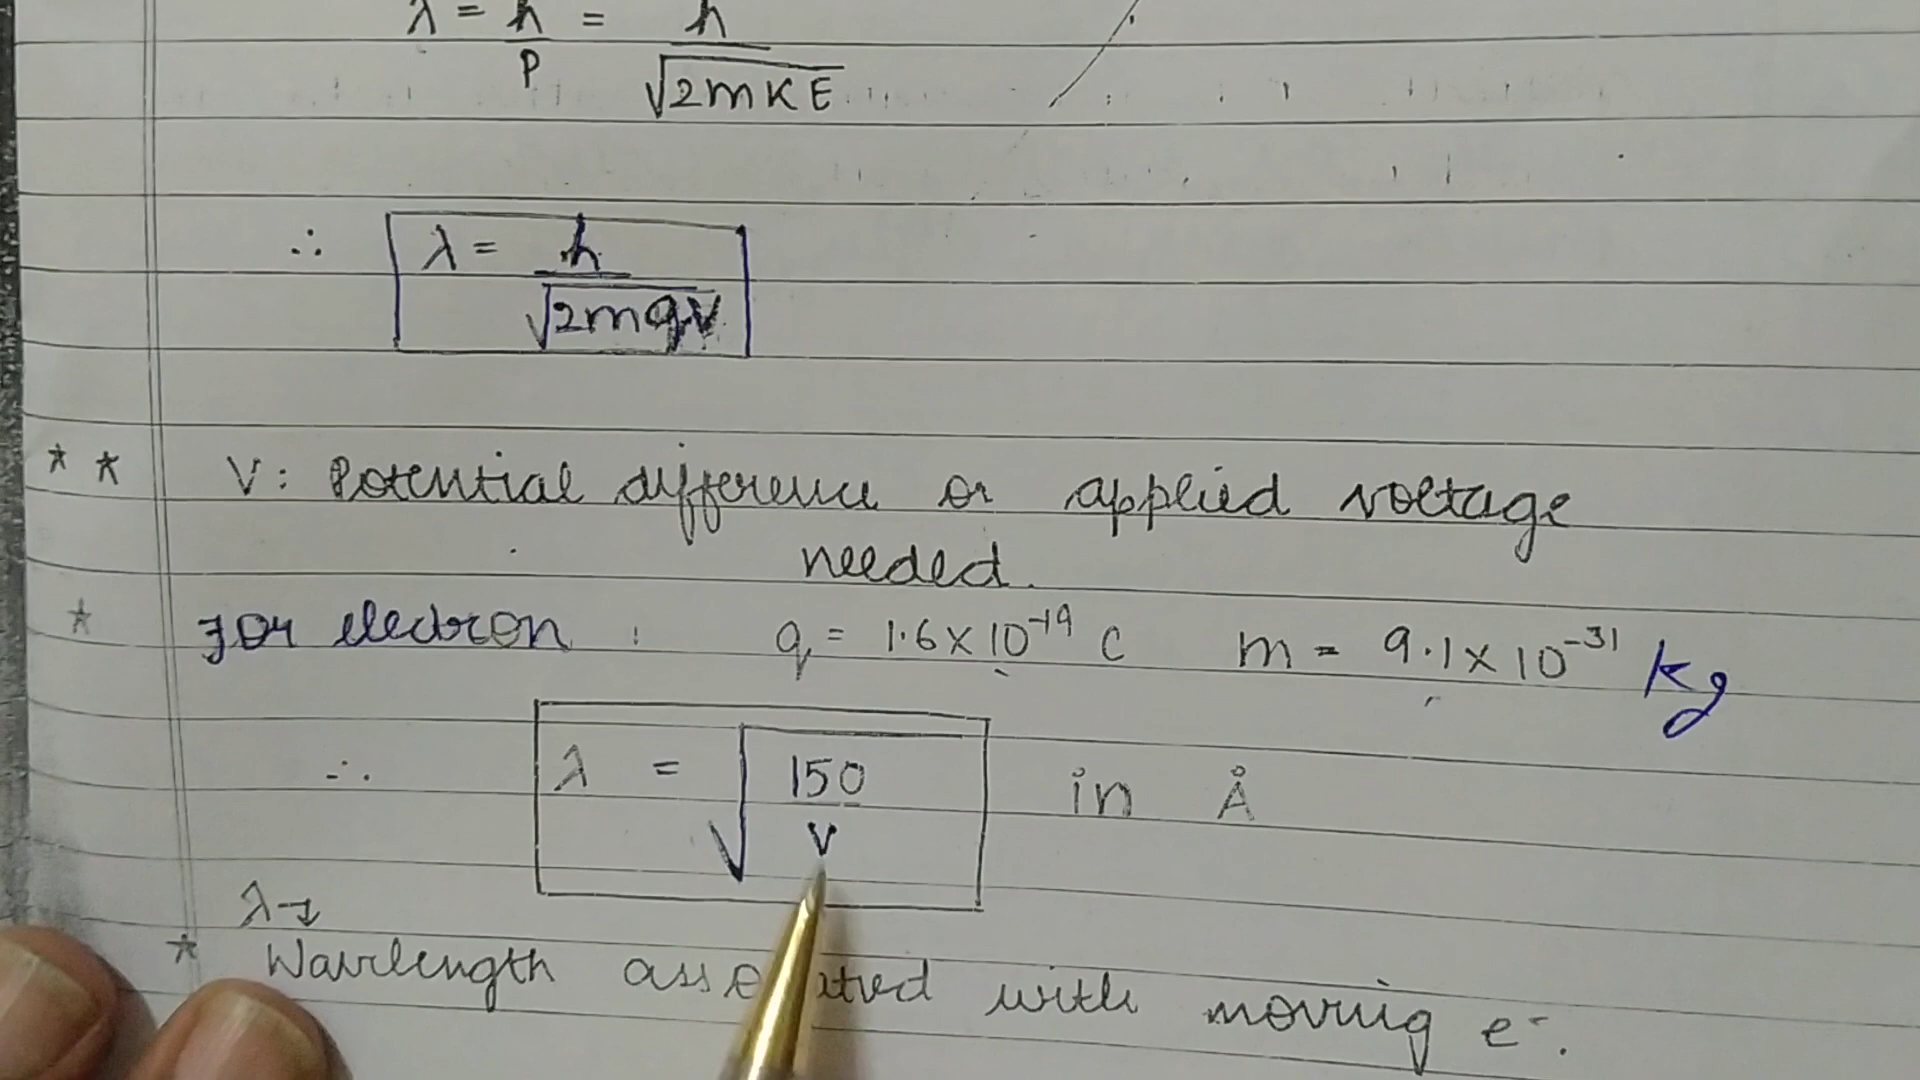 λ = h/P = h/√2mKE
∴ λ = h/√2mqV
** V: Potential difference or applied voltage
needed.
* For electron : q = 1.6×10⁻¹⁹ C m = 9.1×10⁻³¹ kg
∴ λ = √150/V in Å
λ→
* Wavelength with moving e⁻.